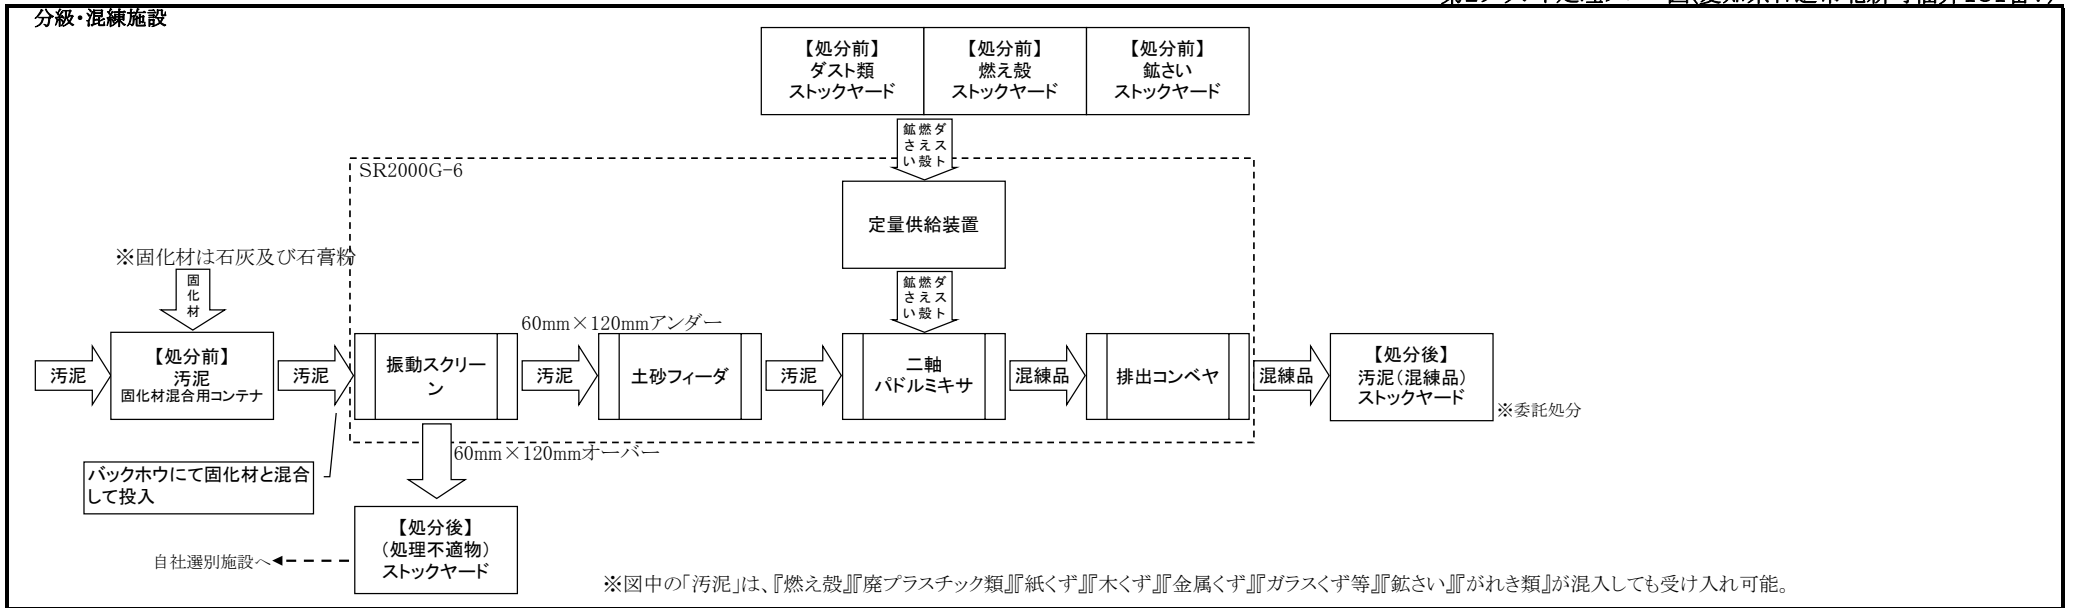 分級・混練施設
【処分前】
ダスト類
ストックヤード
【処分前】
燃え殻
ストックヤード
【処分前】
鉱さい
ストックヤード
鉱さい
燃え殻
ダスト
SR2000G-6
定量供給装置
※固化材は石灰及び石膏粉
固化材
鉱さい
燃え殻
ダスト
60mm×120mmアンダー
汚泥
【処分前】
汚泥
固化材混合用コンテナ
汚泥
振動スクリー
ン
汚泥
土砂フィーダ
汚泥
二軸
パドルミキサ
混練品
排出コンベヤ
混練品
【処分後】
汚泥(混練品)
ストックヤード
※委託処分
60mm×120mmオーバー
バックホウにて固化材と混合
して投入
【処分後】
(処理不適物)
ストックヤード
自社選別施設へ
※図中の「汚泥」は、『燃え殻』『廃プラスチック類』『紙くず』『木くず』『金属くず』『ガラスくず等』『鉱さい』『がれき類』が混入しても受け入れ可能。